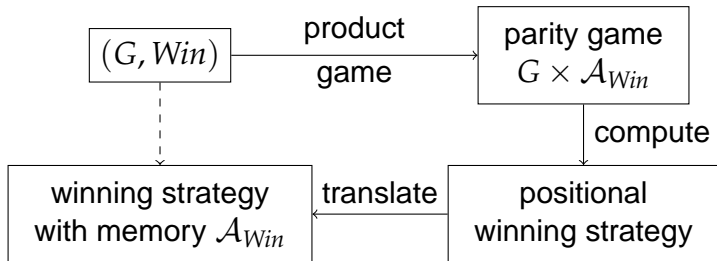 (G, Win)
product
game
parity game
G × 𝒜_Win
compute
winning strategy
with memory 𝒜_Win
translate
positional
winning strategy